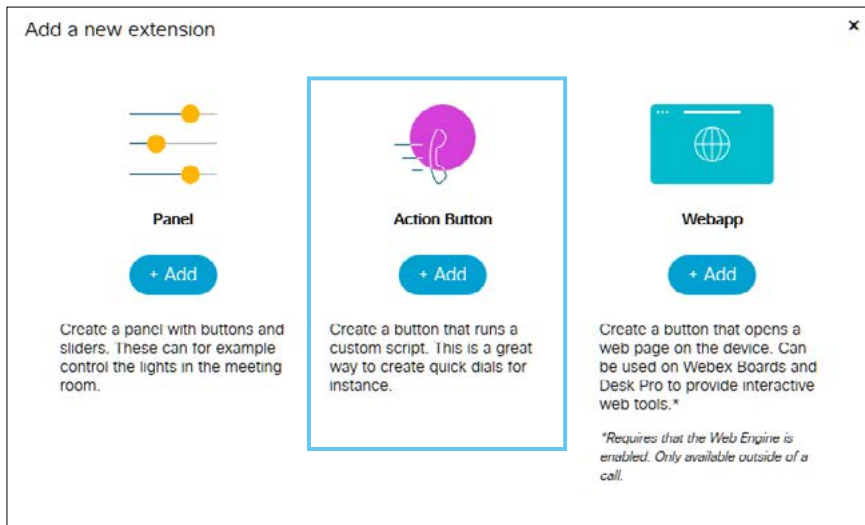 Add a new extension
×
Panel
+ Add
Create a panel with buttons and
sliders. These can for example
control the lights in the meeting
room.
Action Button
+ Add
Create a button that runs a
custom script. This is a great
way to create quick dials for
instance.
Webapp
+ Add
Create a button that opens a
web page on the device. Can
be used on Webex Boards and
Desk Pro to provide interactive
web tools.*
*Requires that the Web Engine is
enabled. Only available outside of a
call.